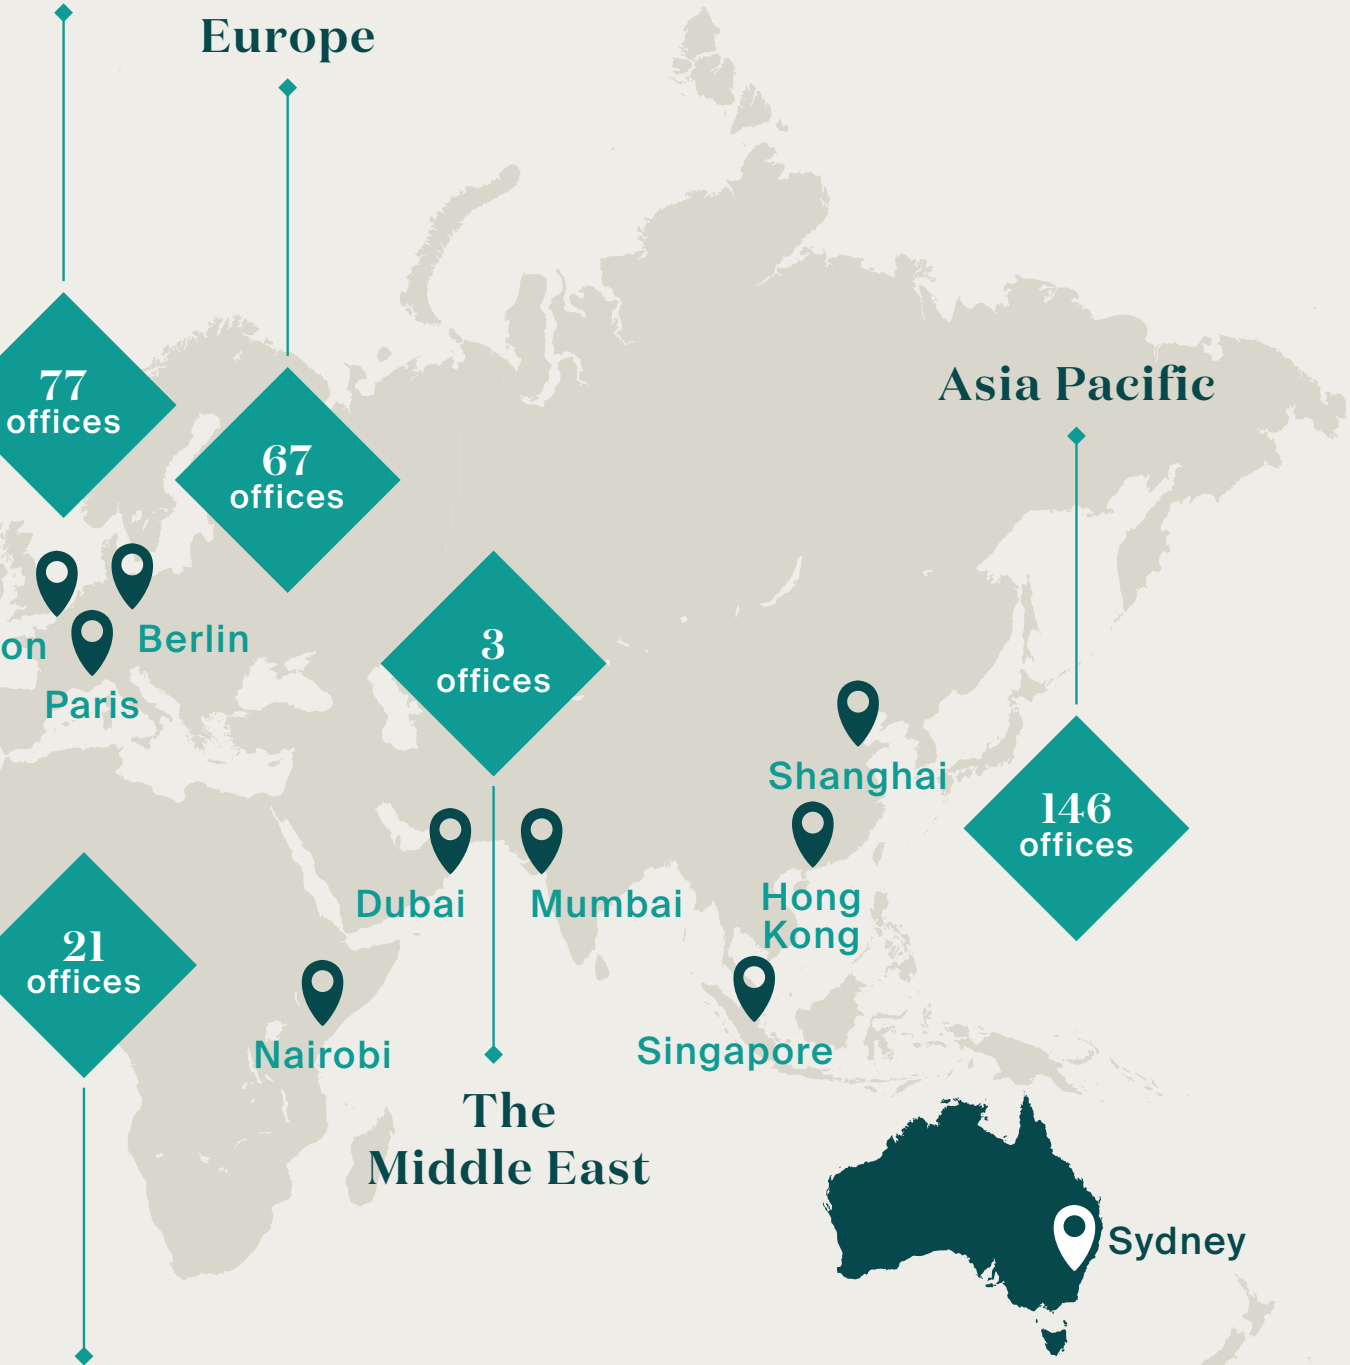 Europe
77
offices
67
offices
Asia Pacific
on
Berlin
Paris
3
offices
Shanghai
146
offices
Dubai
Mumbai
Hong
Kong
21
offices
Nairobi
Singapore
The
Middle East
Sydney